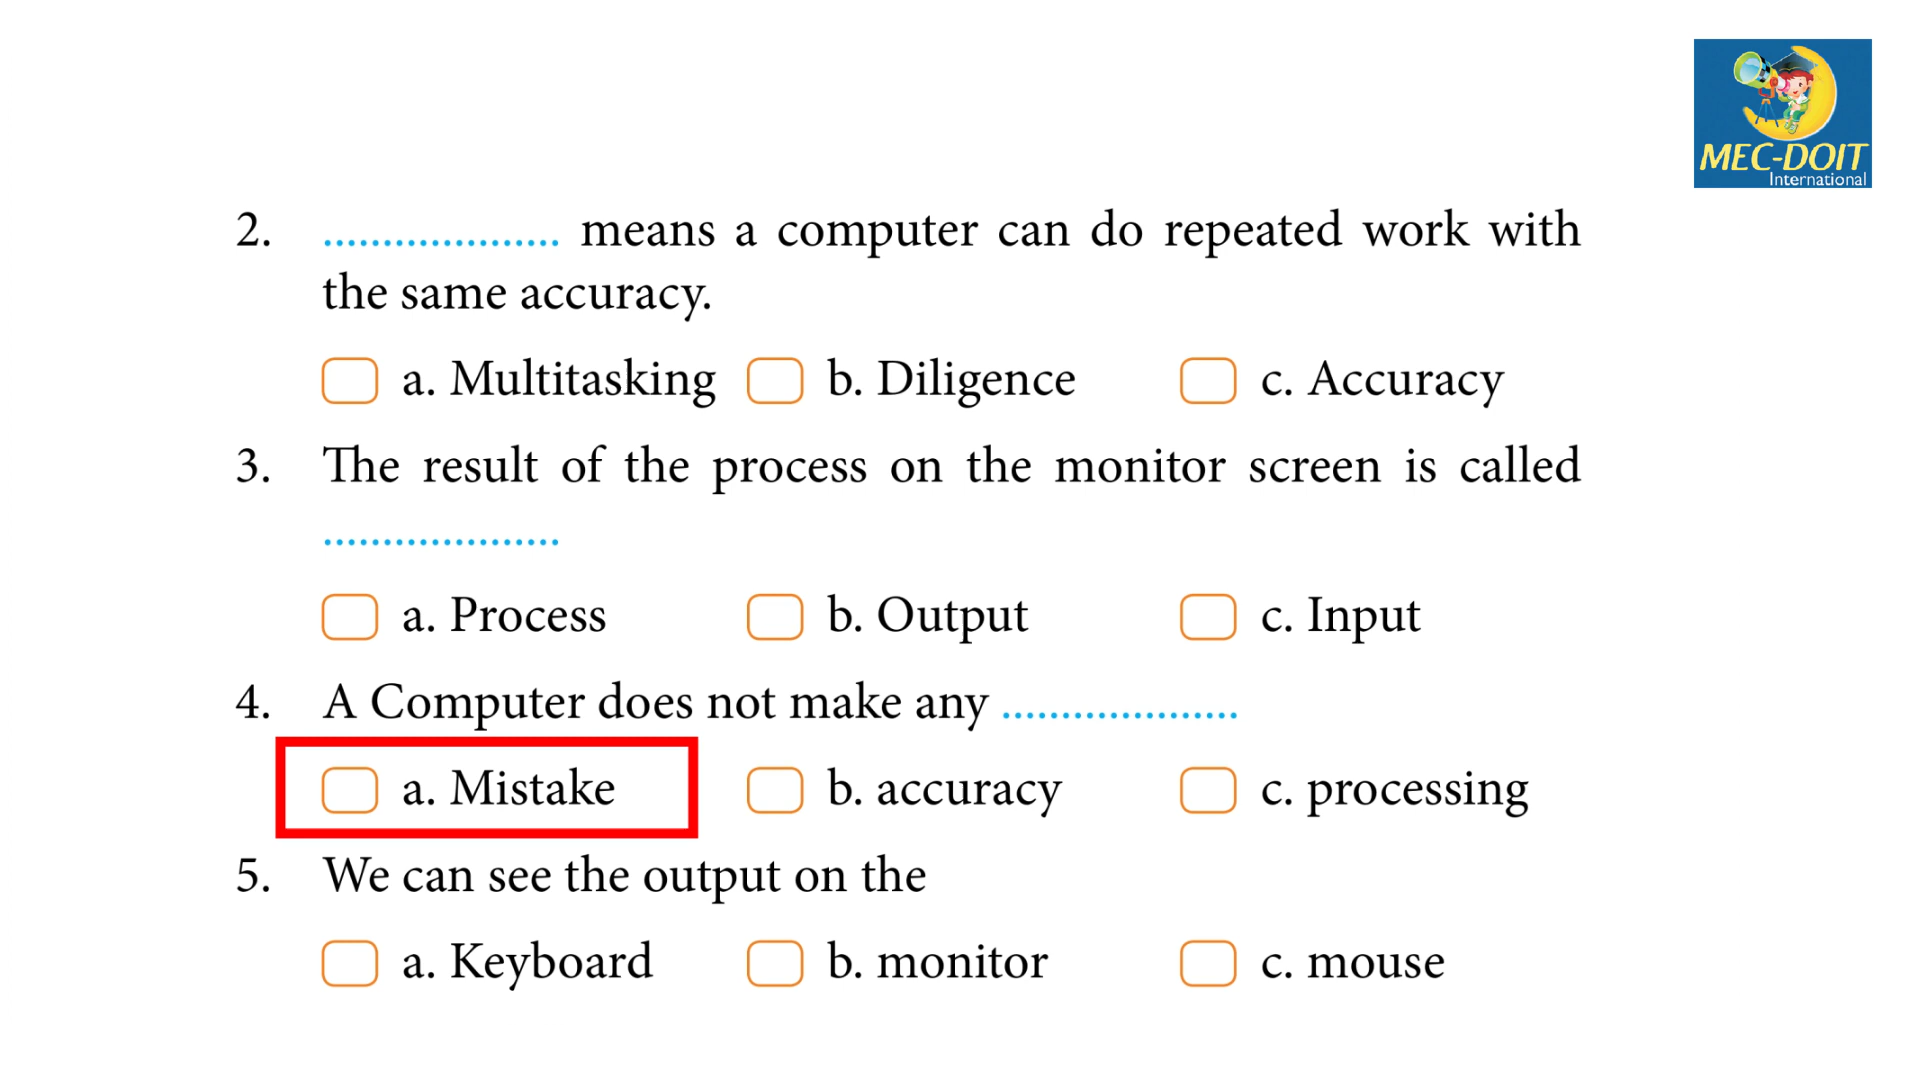 MEC-DOIT
International
2. .................... means a computer can do repeated work with
the same accuracy.
a. Multitasking b. Diligence c. Accuracy
3. The result of the process on the monitor screen is called
....................
a. Process b. Output c. Input
4. A Computer does not make any ....................
a. Mistake b. accuracy c. processing
5. We can see the output on the
a. Keyboard b. monitor c. mouse